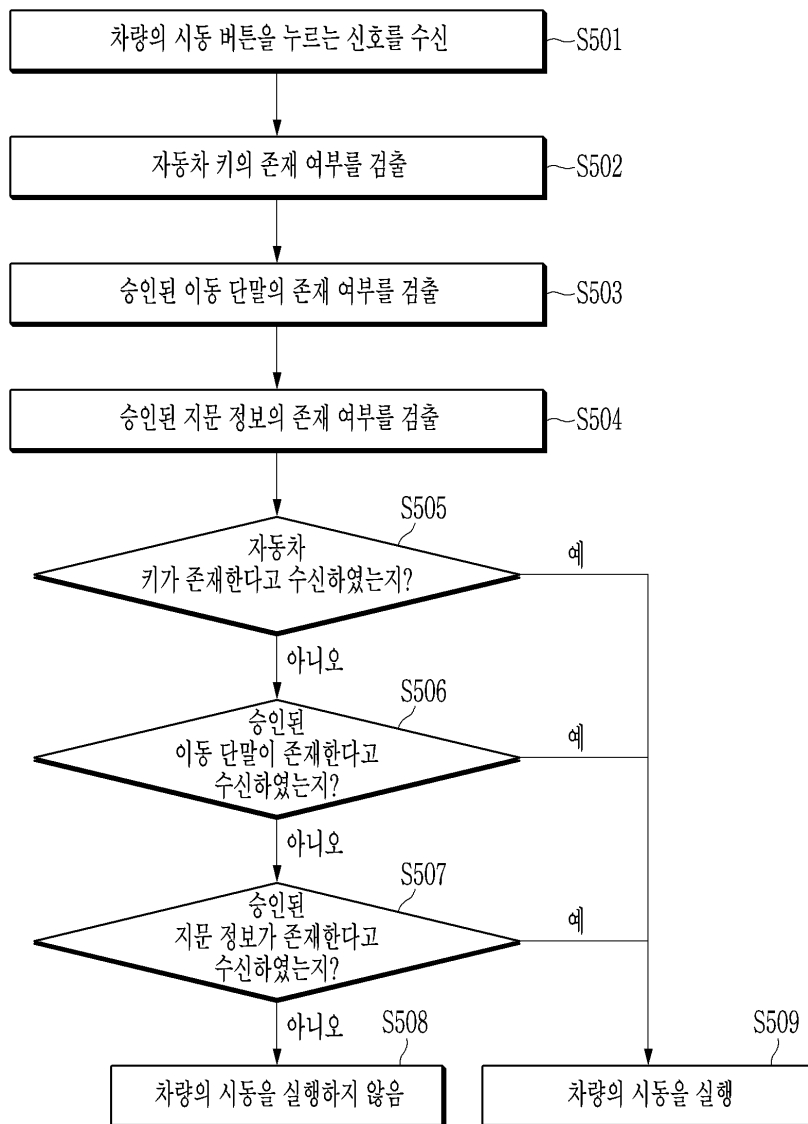 차량의 시동 버튼을 누르는 신호를 수신
S501
자동차 키의 존재 여부를 검출
S502
승인된 이동 단말의 존재 여부를 검출
S503
승인된 지문 정보의 존재 여부를 검출
S504
S505
자동차
키가 존재한다고 수신하였는지?
예
아니오
S506
승인된
이동 단말이 존재한다고
수신하였는지?
예
아니오
S507
승인된
지문 정보가 존재한다고
수신하였는지?
예
아니오
S508
차량의 시동을 실행하지 않음
S509
차량의 시동을 실행